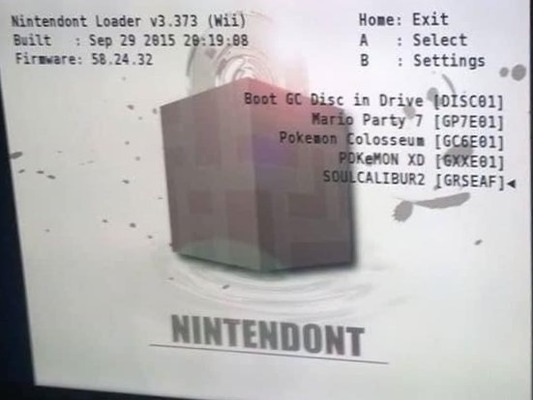 Nintendont Loader v3.373 (Wii)
Built   : Sep 29 2015 20:19:08
Firmware: 58.24.32
Home: Exit
A   : Select
B   : Settings
Boot GC Disc in Drive [DISC01]
Mario Party 7 [GP7E01]
Pokemon Colosseum [GC6E01]
POKeMON XD [GXXE01]
SOULCALIBUR2 [GRSEAF]◄
NINTENDONT